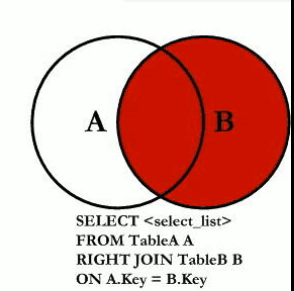 A B
SELECT <select_list>
FROM TableA A
RIGHT JOIN TableB B
ON A.Key = B.Key